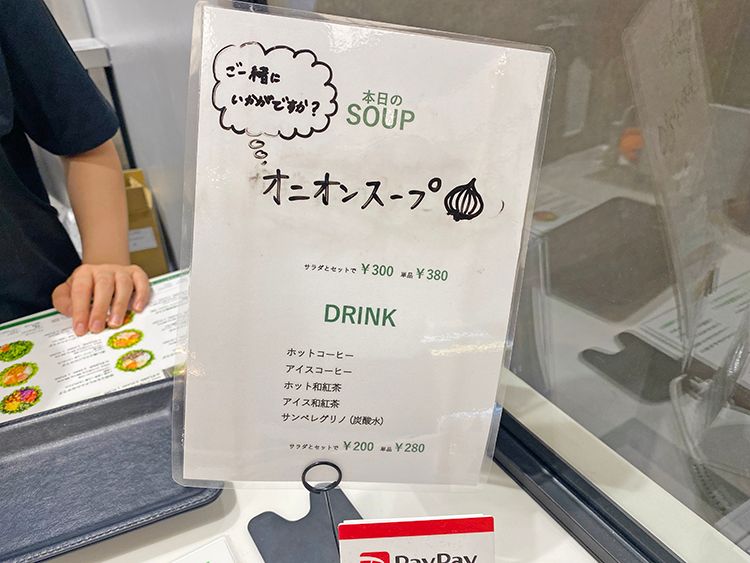 ご一緒に
いかがですか？
本日の
SOUP
オニオンスープ
サラダとセットで ¥300 単品 ¥380
DRINK
ホットコーヒー
アイスコーヒー
ホット和紅茶
アイス和紅茶
サンペレグリノ (炭酸水)
サラダとセットで ¥200 単品 ¥280
PayPay